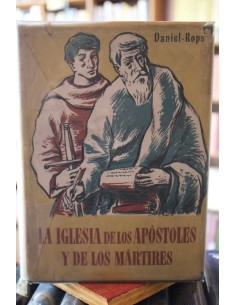 Daniel-Rops
LA IGLESIA DE LOS APÓSTOLES
Y DE LOS MÁRTIRES